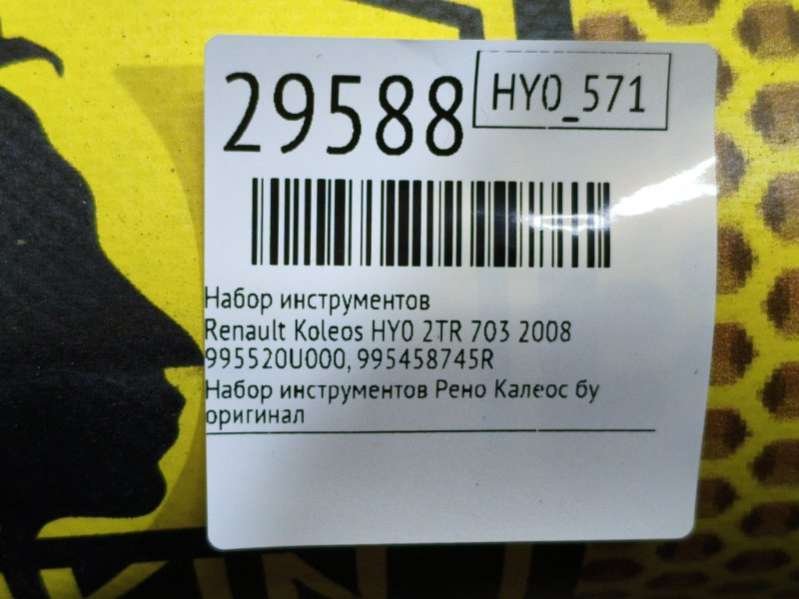 29588
HY0_571
Набор инструментов
Renault Koleos HY0 2TR 703 2008
995520U000, 995458745R
Набор инструментов Рено Калеос бу
оригинал